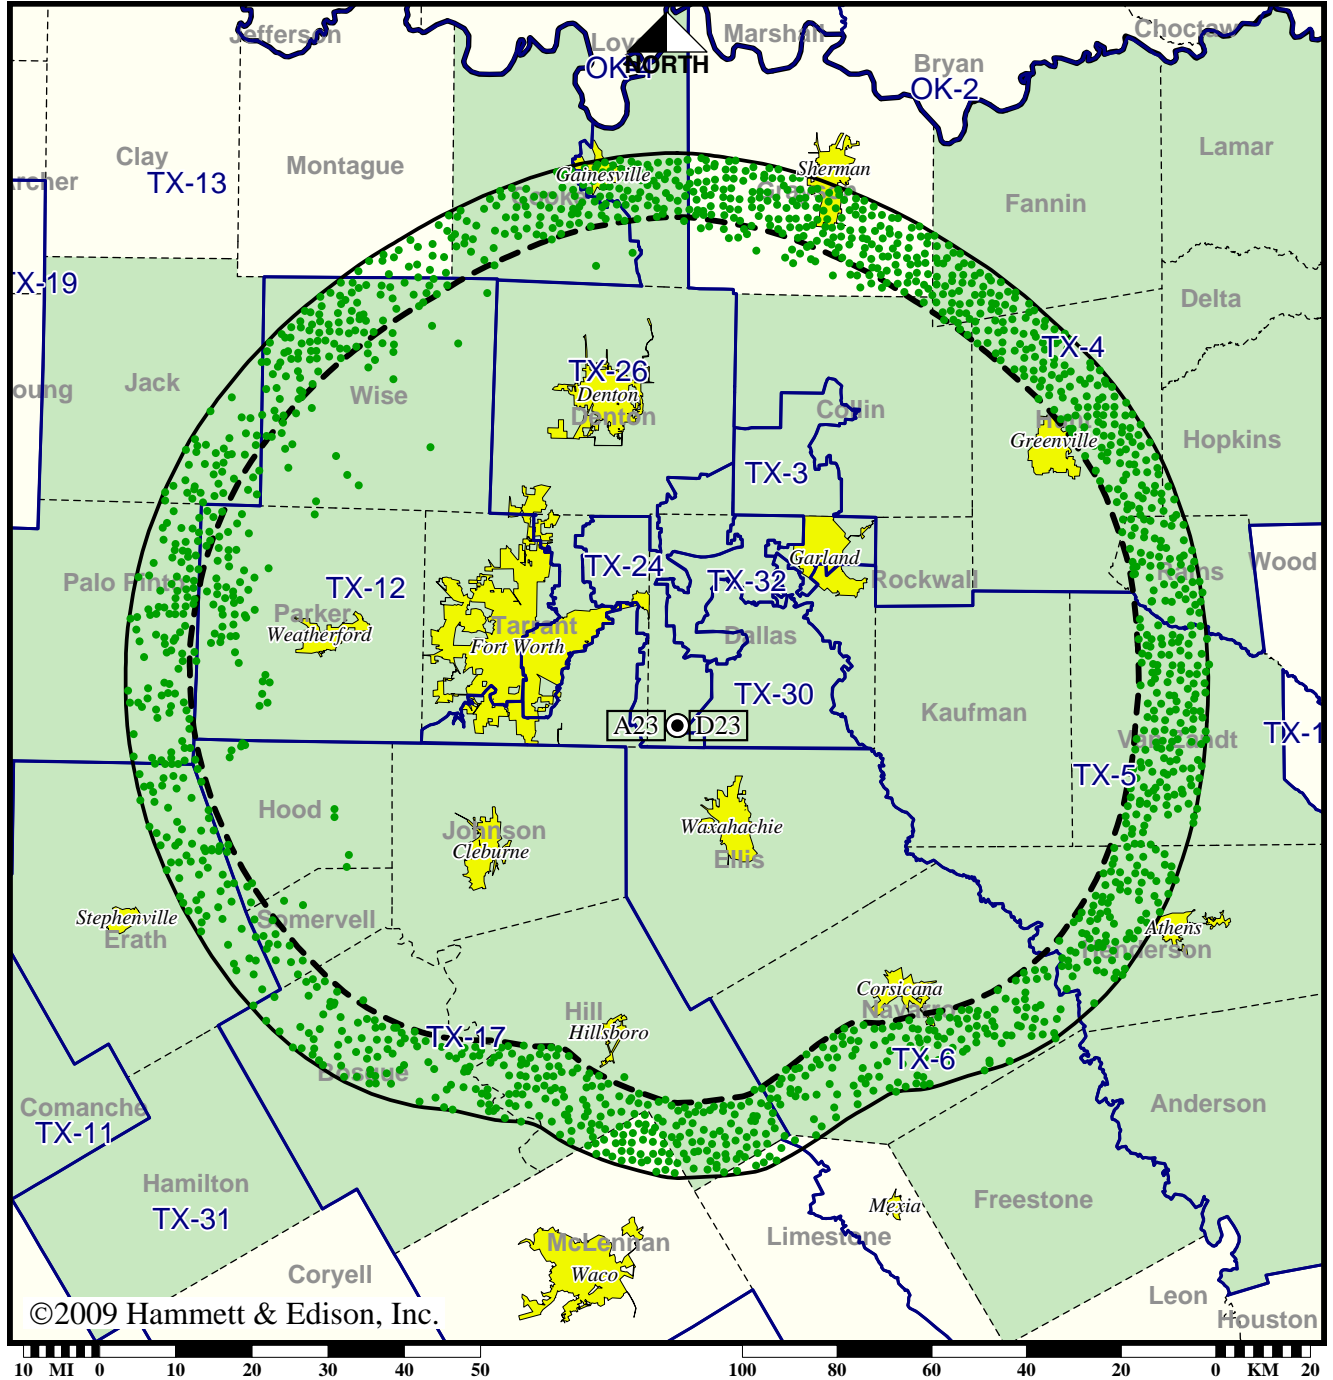 Jefferson
Love
Marshall
Choctaw
OK-4
NORTH
Bryan
OK-2
Clay
TX-13
Montague
Archer
Lamar
Gainesville
Cooke
Sherman
Grayson
Fannin
TX-19
Delta
TX-4
Young
Jack
Wise
TX-26
Denton
Denton
Collin
Hunt
Greenville
Hopkins
TX-3
Palo Pinto
TX-12
TX-24
TX-32
Garland
Rockwall
Rains
Wood
Parker
Weatherford
Tarrant
Fort Worth
Dallas
TX-30
A23
D23
Kaufman
Van Zandt
TX-1
TX-5
Hood
Johnson
Cleburne
Waxahachie
Ellis
Stephenville
Erath
Somervell
Athens
Henderson
Corsicana
Navarro
Hill
Hillsboro
TX-17
TX-6
Bosque
Comanche
TX-11
Anderson
Hamilton
TX-31
Freestone
Mexia
Limestone
McLennan
Waco
Coryell
Leon
Houston
©2009 Hammett & Edison, Inc.
10 MI 0 10 20 30 40 50 100 80 60 40 20 0 KM 20